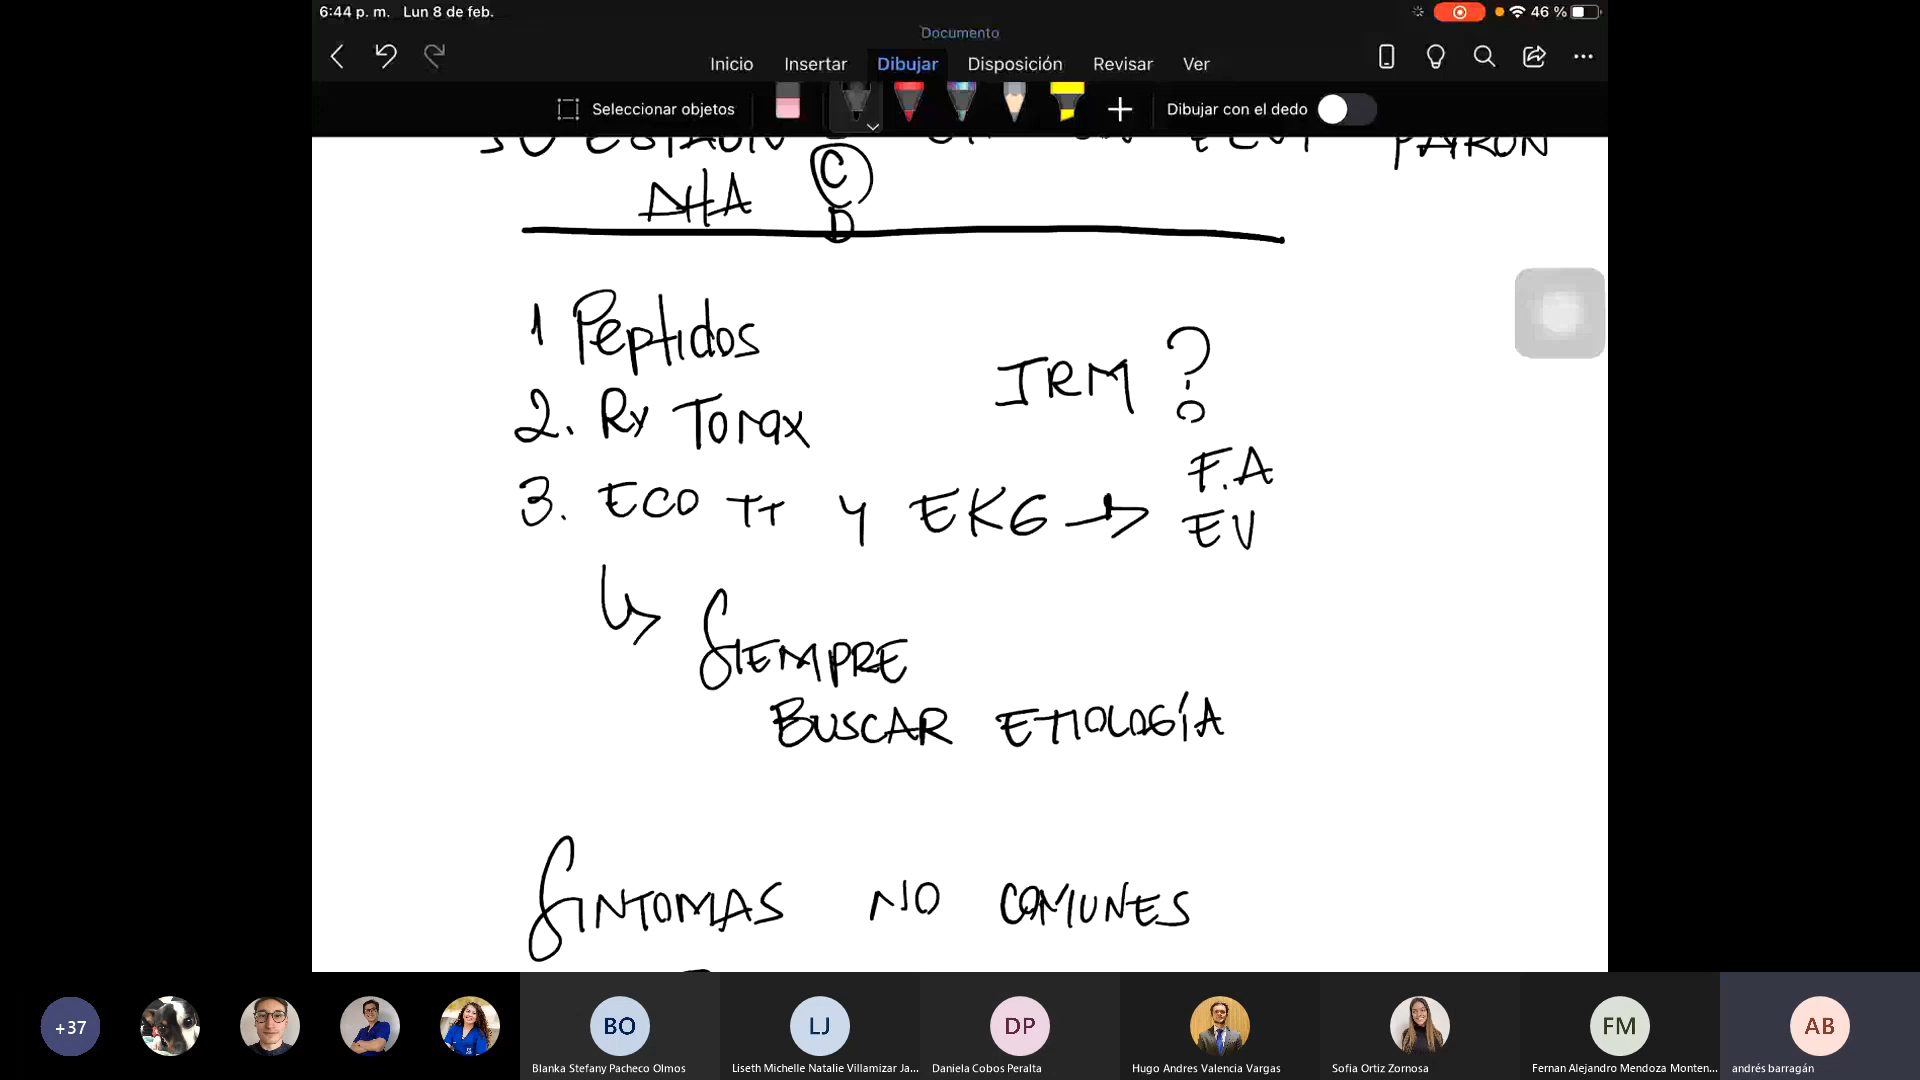 6:44 p. m. Lun 8 de feb. 46 %
Documento
Inicio Insertar Dibujar Disposición Revisar Ver
Seleccionar objetos Dibujar con el dedo
PATRON
AHA C
D
1 Peptidos
IRM ?
2. Rx Torax
F.A
3. ECO TT y EKG →
EV
↳ SIEMPRE
BUSCAR ETIOLOGÍA
SINTOMAS NO COMUNES
+37 BO LJ DP FM AB
Blanka Stefany Pacheco Olmos Liseth Michelle Natalie Villamizar Ja... Daniela Cobos Peralta Hugo Andres Valencia Vargas Sofia Ortiz Zornosa Fernan Alejandro Mendoza Monten... andrés barragán